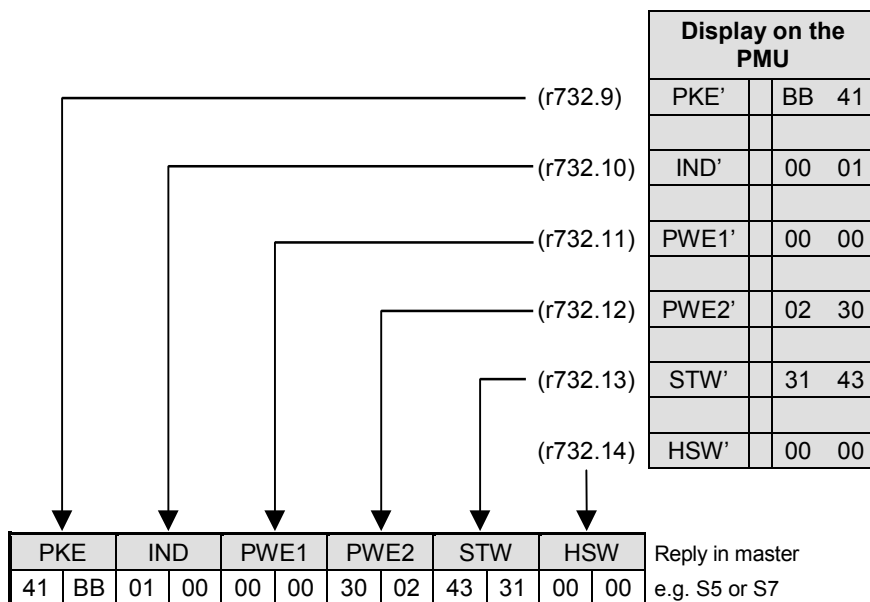 Display on the
PMU
(r732.9) PKE’ BB 41
(r732.10) IND’ 00 01
(r732.11) PWE1’ 00 00
(r732.12) PWE2’ 02 30
(r732.13) STW’ 31 43
(r732.14) HSW’ 00 00
PKE IND PWE1 PWE2 STW HSW Reply in master
41 BB 01 00 00 00 30 02 43 31 00 00 e.g. S5 or S7